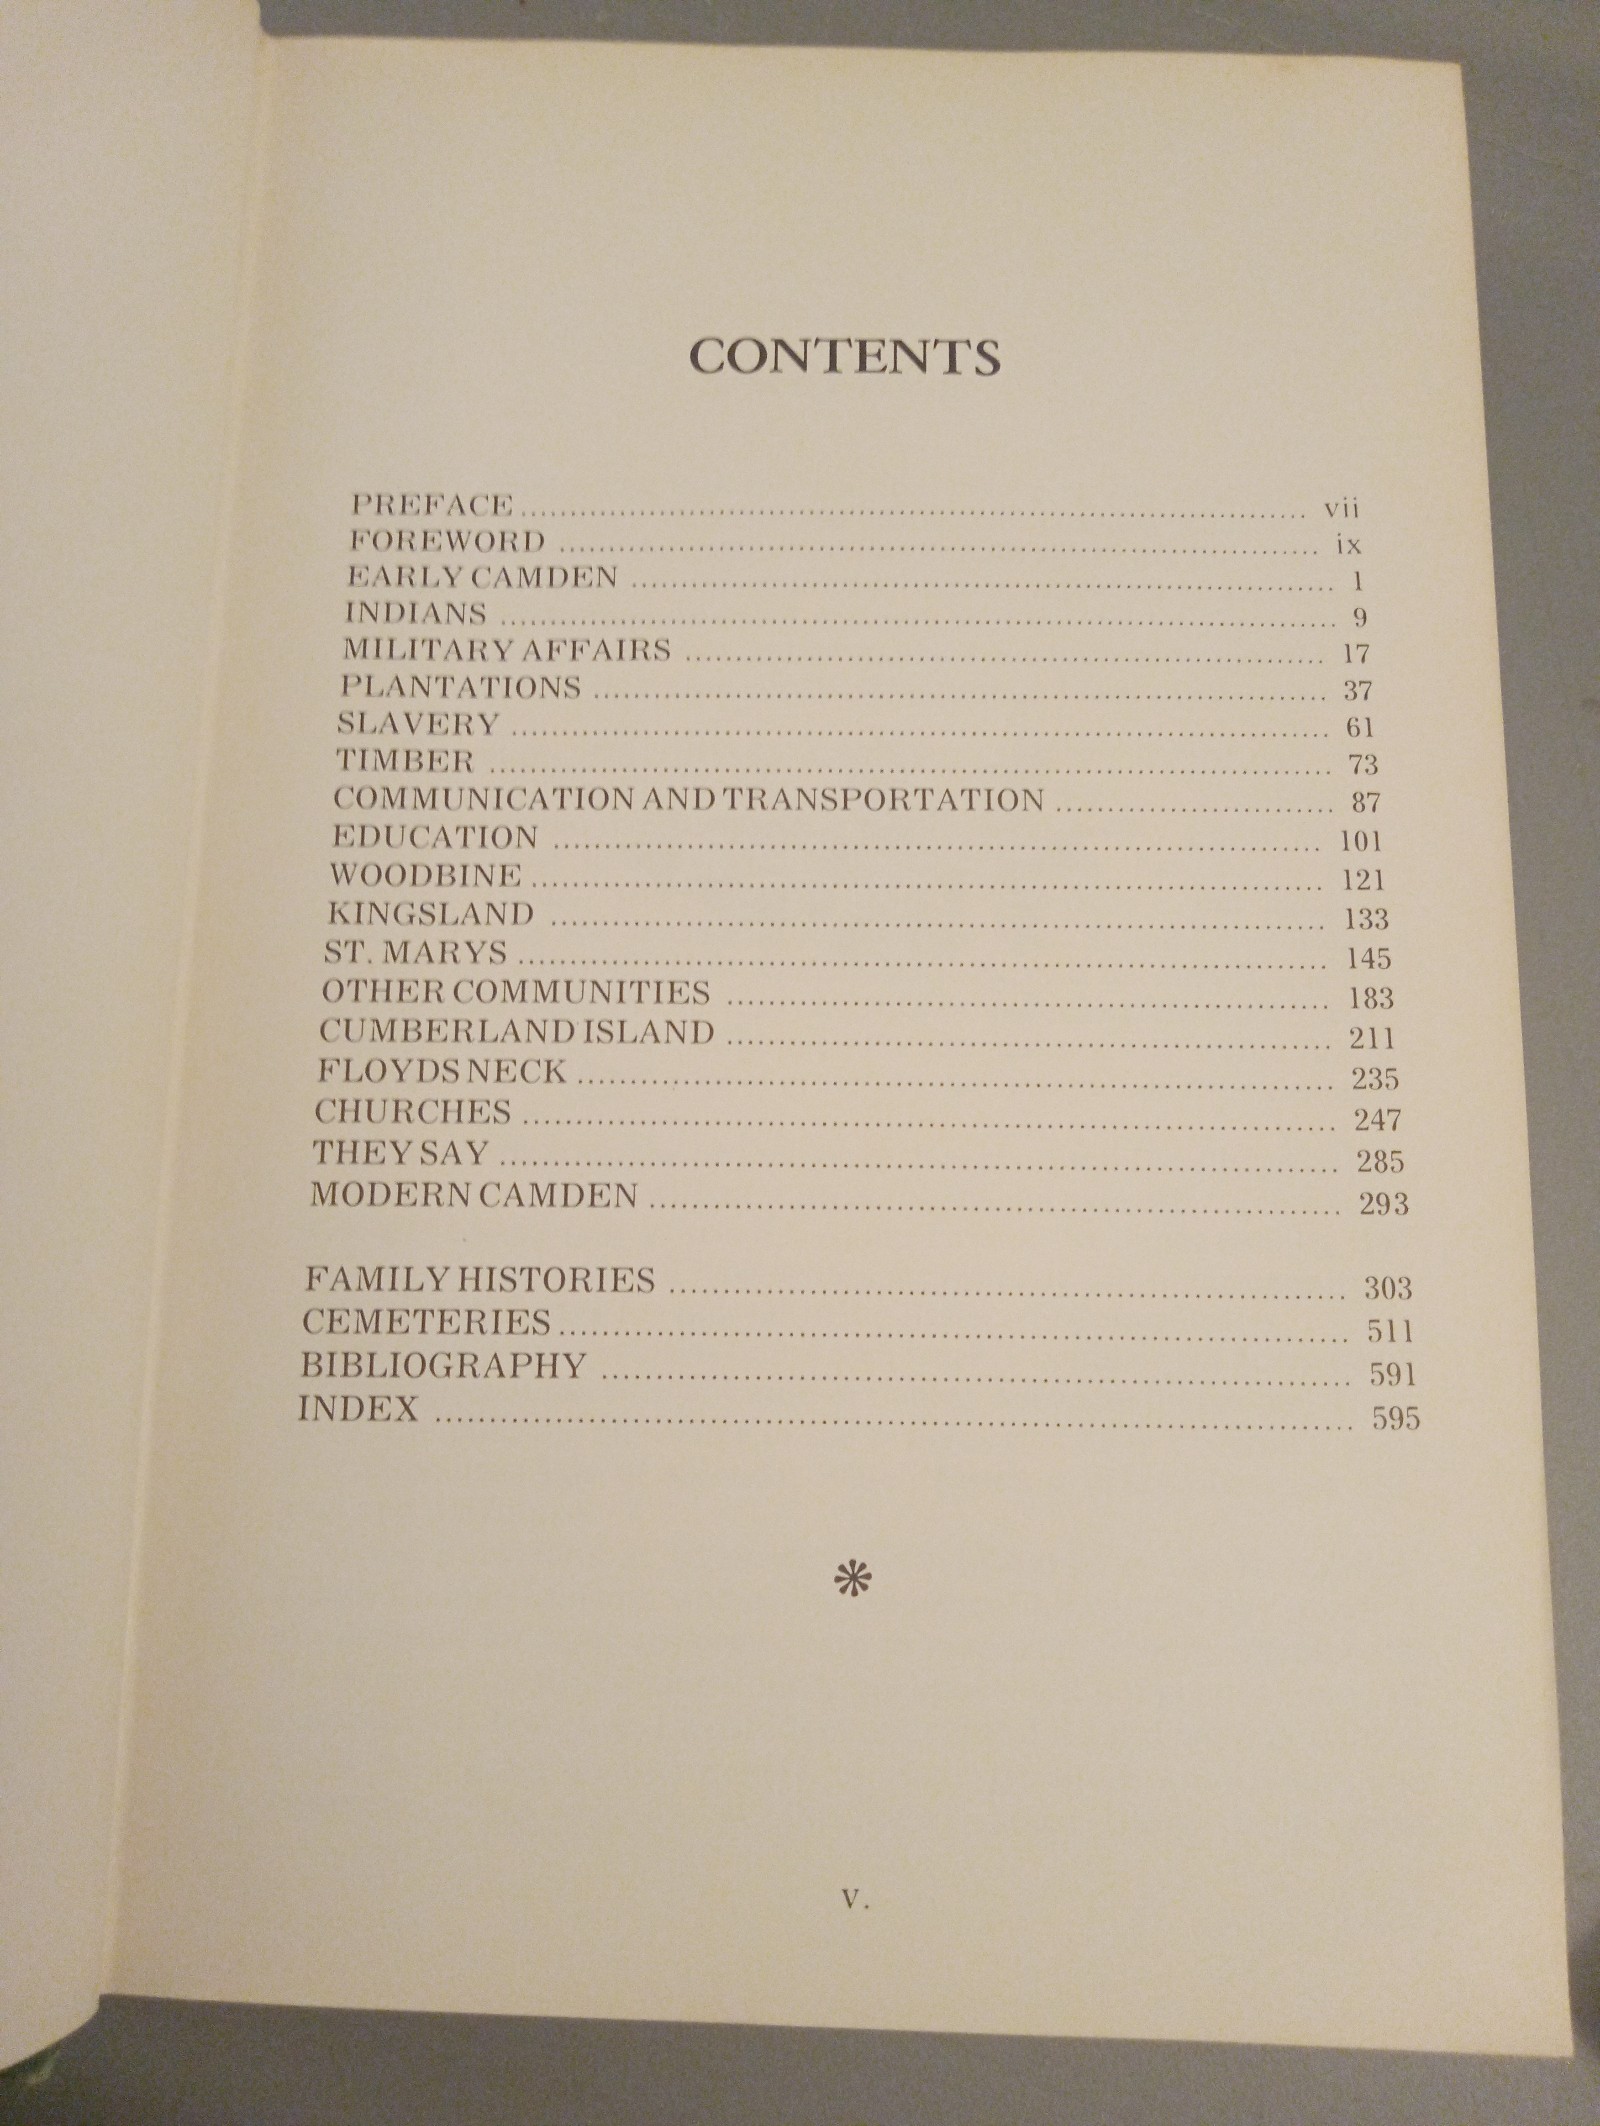 CONTENTS
PREFACE ........ vii
FOREWORD ........ ix
EARLY CAMDEN ........ 1
INDIANS ........ 9
MILITARY AFFAIRS ........ 17
PLANTATIONS ........ 37
SLAVERY ........ 61
TIMBER ........ 73
COMMUNICATION AND TRANSPORTATION ........ 87
EDUCATION ........ 101
WOODBINE ........ 121
KINGSLAND ........ 133
ST. MARYS ........ 145
OTHER COMMUNITIES ........ 183
CUMBERLAND ISLAND ........ 211
FLOYDS NECK ........ 235
CHURCHES ........ 247
THEY SAY ........ 285
MODERN CAMDEN ........ 293
FAMILY HISTORIES ........ 303
CEMETERIES ........ 511
BIBLIOGRAPHY ........ 591
INDEX ........ 595
v.